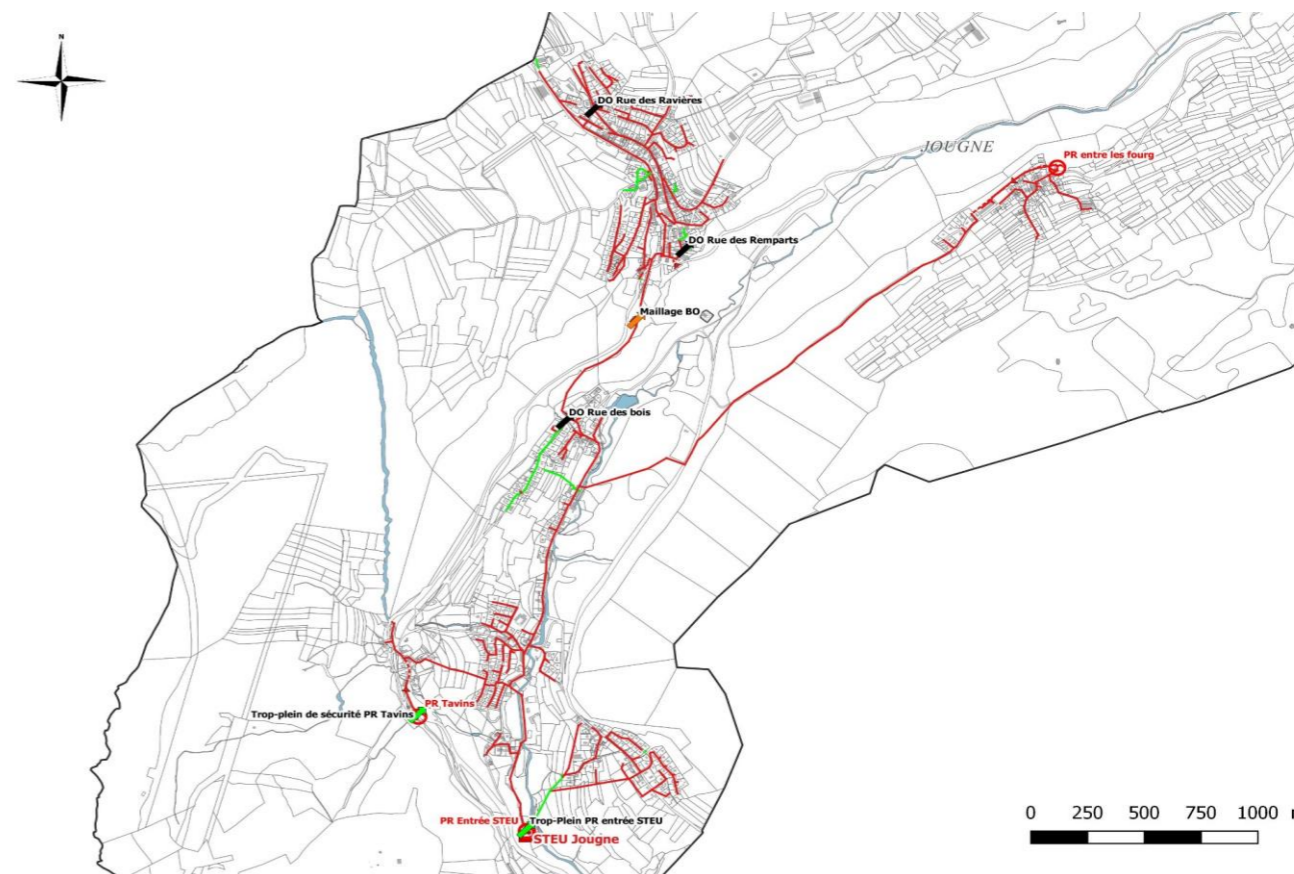 N
DO Rue des Ravières
JOUGNE
PR entre les fourg
DO Rue des Remparts
Maillage BO
DO Rue des bois
PR Tavins
Trop-plein de sécurité PR Tavins
PR Entrée STEU
Trop-Plein PR entrée STEU
STEU Jougne
0 250 500 750 1000